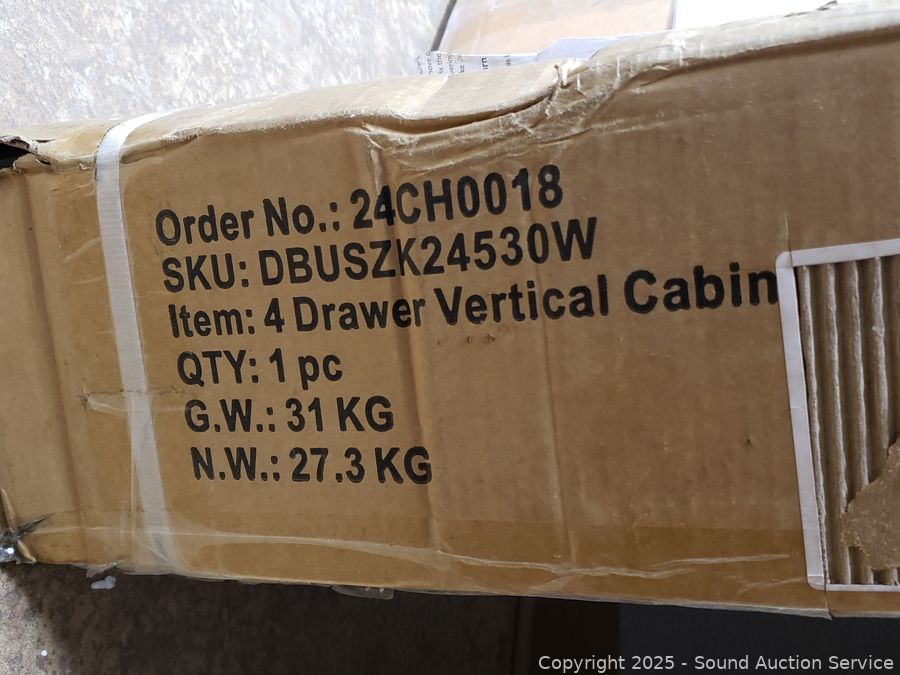 Order No.: 24CH0018
SKU: DBUSZK24530W
Item: 4 Drawer Vertical Cabin
QTY: 1 pc
G.W.: 31 KG
N.W.: 27.3 KG
Copyright © 2025 - Sound Auction Service